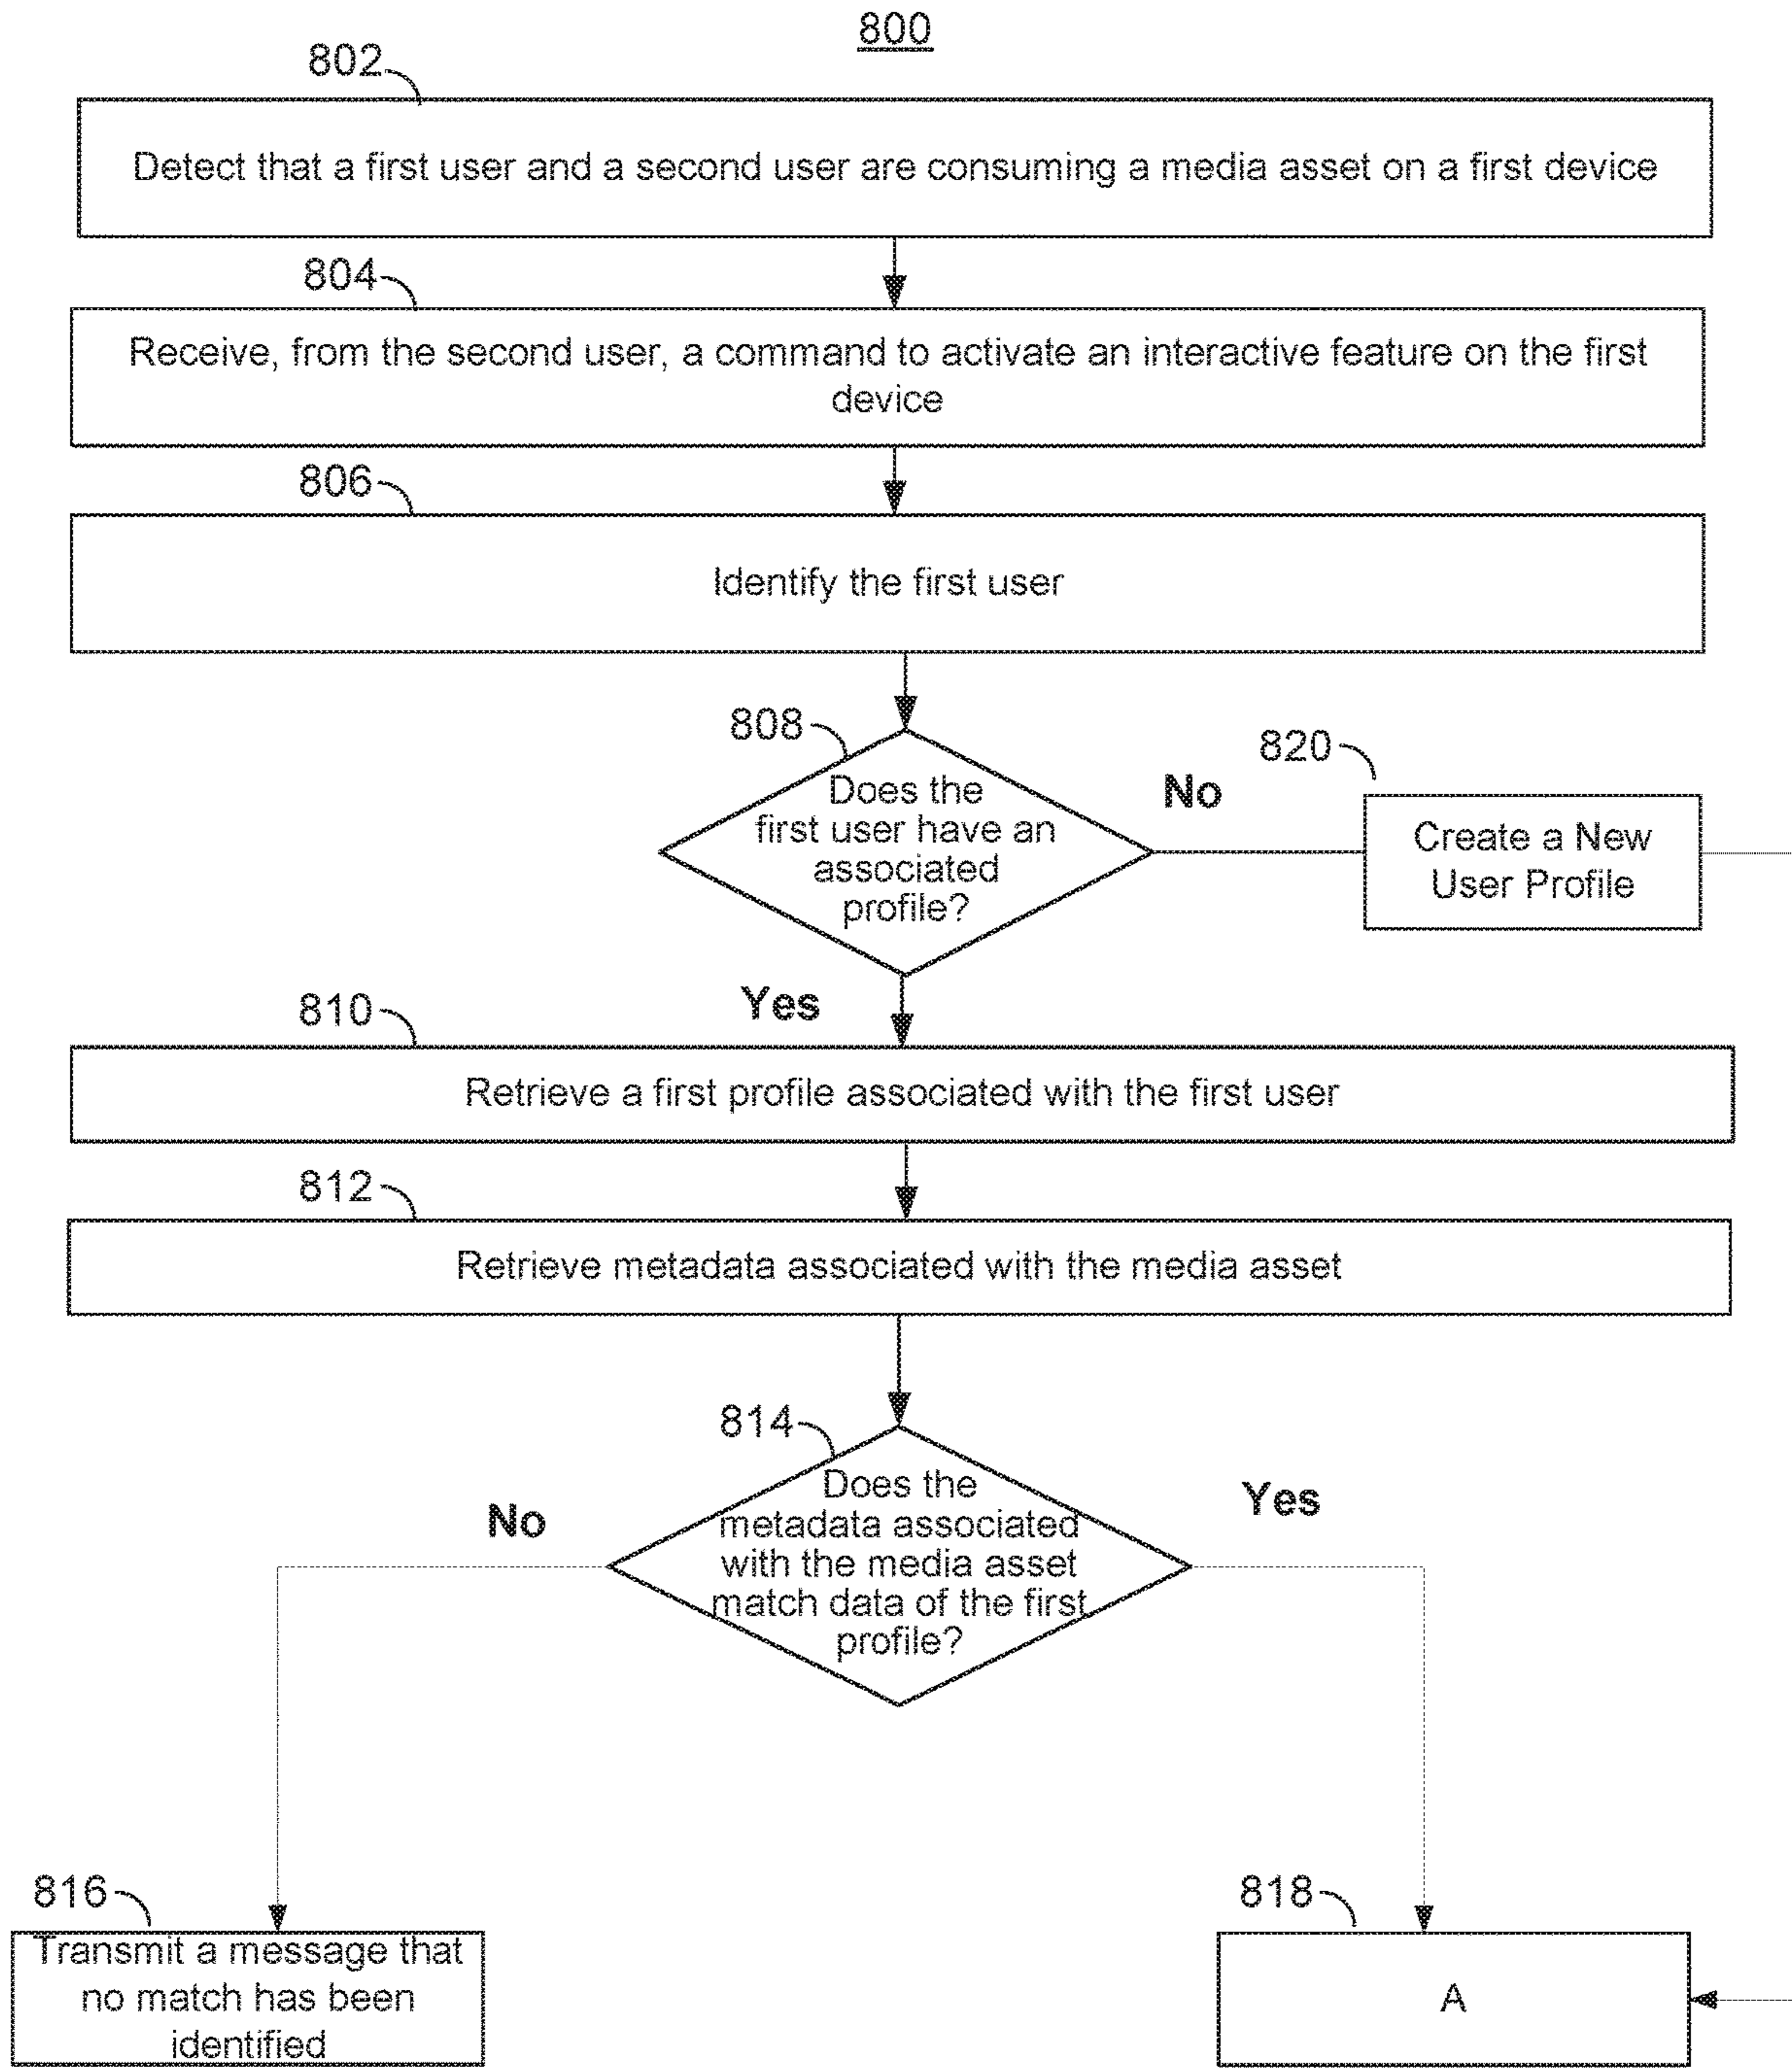 800
802
Detect that a first user and a second user are consuming a media asset on a first device
804
Receive, from the second user, a command to activate an interactive feature on the first
device
806
Identify the first user
808
Does the
first user have an
associated
profile?
No
820
Create a New
User Profile
Yes
810
Retrieve a first profile associated with the first user
812
Retrieve metadata associated with the media asset
814
Does the
metadata associated
with the media asset
match data of the first
profile?
No
Yes
816
Transmit a message that
no match has been
identified
818
A